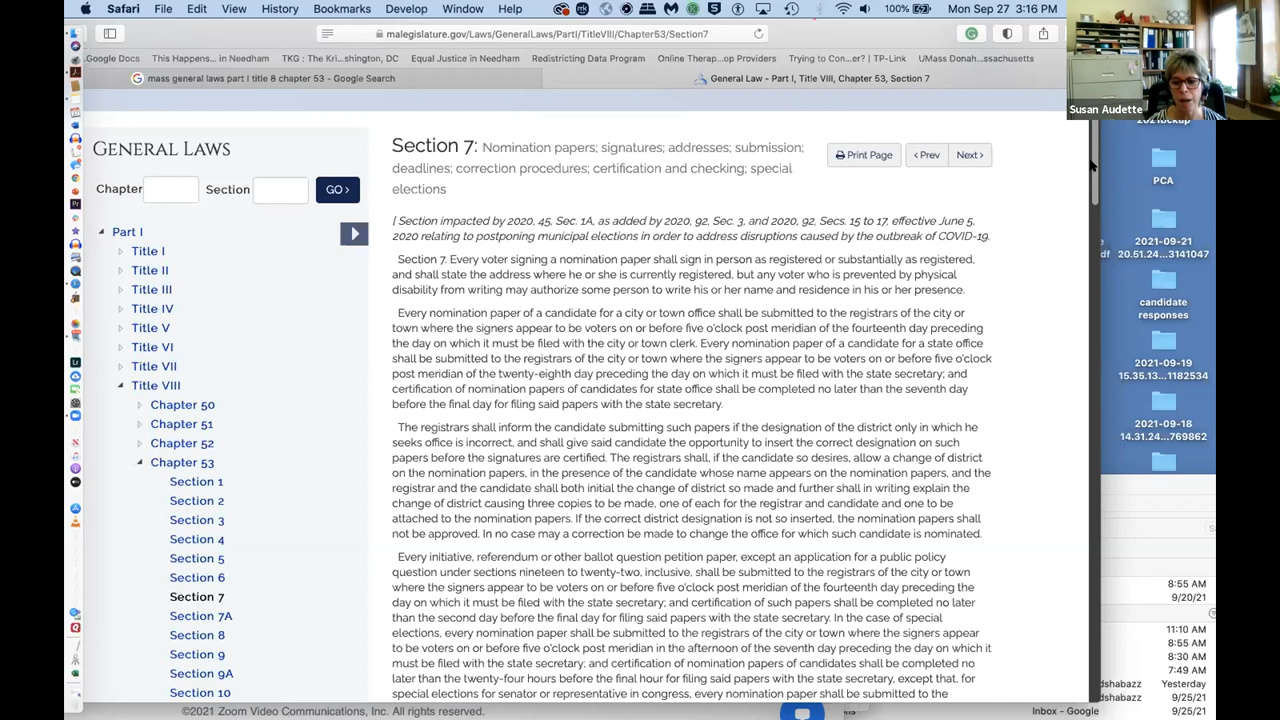 Safari File Edit View History Bookmarks Develop Window Help 100% Mon Sep 27 3:16 PM
malegislature.gov/Laws/GeneralLaws/PartI/TitleVIII/Chapter53/Section7
Google Docs This Happens...in Needham TKG : The Kri...shington, DC Equal Justice in Needham Redistricting Data Program Online Therap...op Providers Trying to Con...er? | TP-Link UMass Donah...ssachusetts
mass general laws part I title 8 chapter 53 - Google Search
General Law - Part I, Title VIII, Chapter 53, Section 7
Susan Audette
GENERAL LAWS
Chapter Section GO ›
Part I
Title I
Title II
Title III
Title IV
Title V
Title VI
Title VII
Title VIII
Chapter 50
Chapter 51
Chapter 52
Chapter 53
Section 1
Section 2
Section 3
Section 4
Section 5
Section 6
Section 7
Section 7A
Section 8
Section 9
Section 9A
Section 10
Section 7: Nomination papers; signatures; addresses; submission;
deadlines; correction procedures; certification and checking; special
elections
Print Page ‹ Prev Next ›
[ Section impacted by 2020, 45, Sec. 1A, as added by 2020, 92, Sec. 3, and 2020, 92, Secs. 15 to 17, effective June 5,
2020 relating to postponing municipal elections in order to address disruptions caused by the outbreak of COVID-19.
Section 7. Every voter signing a nomination paper shall sign in person as registered or substantially as registered,
and shall state the address where he or she is currently registered, but any voter who is prevented by physical
disability from writing may authorize some person to write his or her name and residence in his or her presence.
Every nomination paper of a candidate for a city or town office shall be submitted to the registrars of the city or
town where the signers appear to be voters on or before five o'clock post meridian of the fourteenth day preceding
the day on which it must be filed with the city or town clerk. Every nomination paper of a candidate for a state office
shall be submitted to the registrars of the city or town where the signers appear to be voters on or before five o'clock
post meridian of the twenty-eighth day preceding the day on which it must be filed with the state secretary; and
certification of nomination papers of candidates for state office shall be completed no later than the seventh day
before the final day for filing said papers with the state secretary.
The registrars shall inform the candidate submitting such papers if the designation of the district only in which he
seeks office is incorrect, and shall give said candidate the opportunity to insert the correct designation on such
papers before the signatures are certified. The registrars shall, if the candidate so desires, allow a change of district
on the nomination papers, in the presence of the candidate whose name appears on the nomination papers, and the
registrar and the candidate shall both initial the change of district so made and further shall in writing explain the
change of district causing three copies to be made, one of each for the registrar and candidate and one to be
attached to the nomination papers. If the correct district designation is not so inserted, the nomination papers shall
not be approved. In no case may a correction be made to change the office for which such candidate is nominated.
Every initiative, referendum or other ballot question petition paper, except an application for a public policy
question under sections nineteen to twenty-two, inclusive, shall be submitted to the registrars of the city or town
where the signers appear to be voters on or before five o'clock post meridian of the fourteenth day preceding the
day on which it must be filed with the state secretary; and certification of such papers shall be completed no later
than the second day before the final day for filing said papers with the state secretary. In the case of special
elections, every nomination paper shall be submitted to the registrars of the city or town where the signers appear
to be voters on or before five o'clock post meridian in the afternoon of the seventh day preceding the day on which it
must be filed with the state secretary; and certification of nomination papers of candidates shall be completed no
later than the twenty-four hours before the final hour for filing said papers with the state secretary, except that, for
special elections for senator or representative in congress, every nomination paper shall be submitted to the
PCA
2021-09-21
20.51.24...3141047
candidate
responses
2021-09-19
15.35.13...1182534
2021-09-18
14.31.24...769862
8:55 AM
9/20/21
11:10 AM
8:55 AM
8:30 AM
7:49 AM
dshabazz Yesterday
dshabazz 9/25/21
Inbox - Google 9/25/21
©2021 Zoom Video Communications, Inc. All rights reserved.